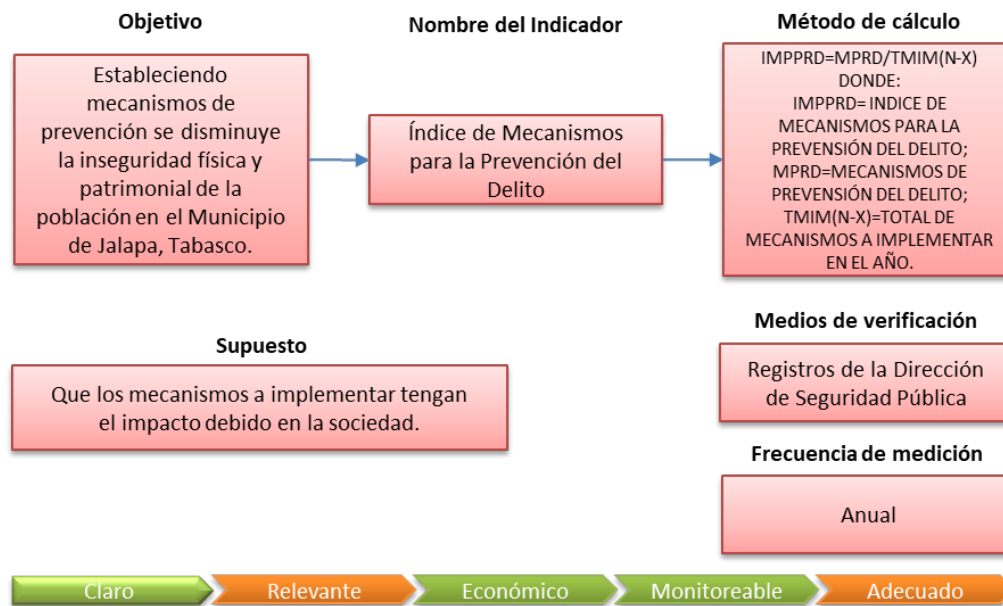 Objetivo
Estableciendo
mecanismos de
prevención se disminuye
la inseguridad física y
patrimonial de la
población en el Municipio
de Jalapa, Tabasco.
Nombre del Indicador
Índice de Mecanismos
para la Prevención del
Delito
Método de cálculo
IMPPRD=MPRD/TMIM(N-X)
DONDE:
IMPPRD= INDICE DE
MECANISMOS PARA LA
PREVENSIÓN DEL DELITO;
MPRD=MECANISMOS DE
PREVENSIÓN DEL DELITO;
TMIM(N-X)=TOTAL DE
MECANISMOS A IMPLEMENTAR
EN EL AÑO.
Supuesto
Que los mecanismos a implementar tengan
el impacto debido en la sociedad.
Medios de verificación
Registros de la Dirección
de Seguridad Pública
Frecuencia de medición
Anual
Claro
Relevante
Económico
Monitoreable
Adecuado